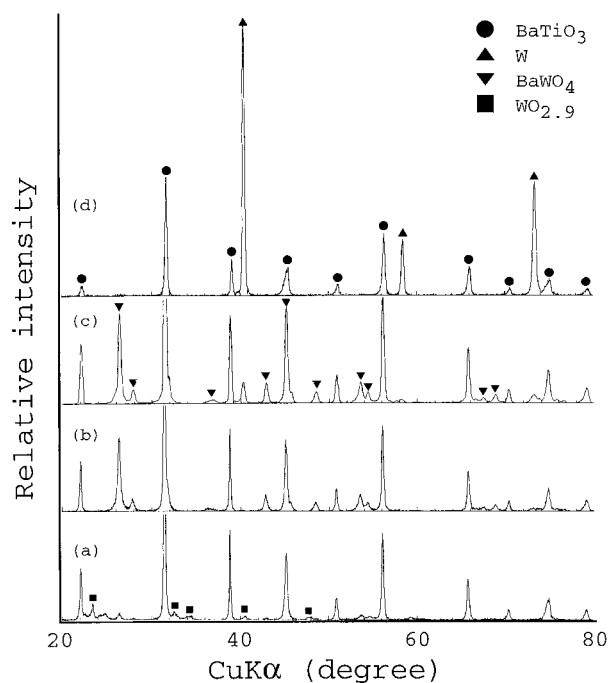 BaTiO3
W
BaWO4
WO2.9
(d)
(c)
(b)
(a)
Relative intensity
20
40
60
80
CuKα (degree)